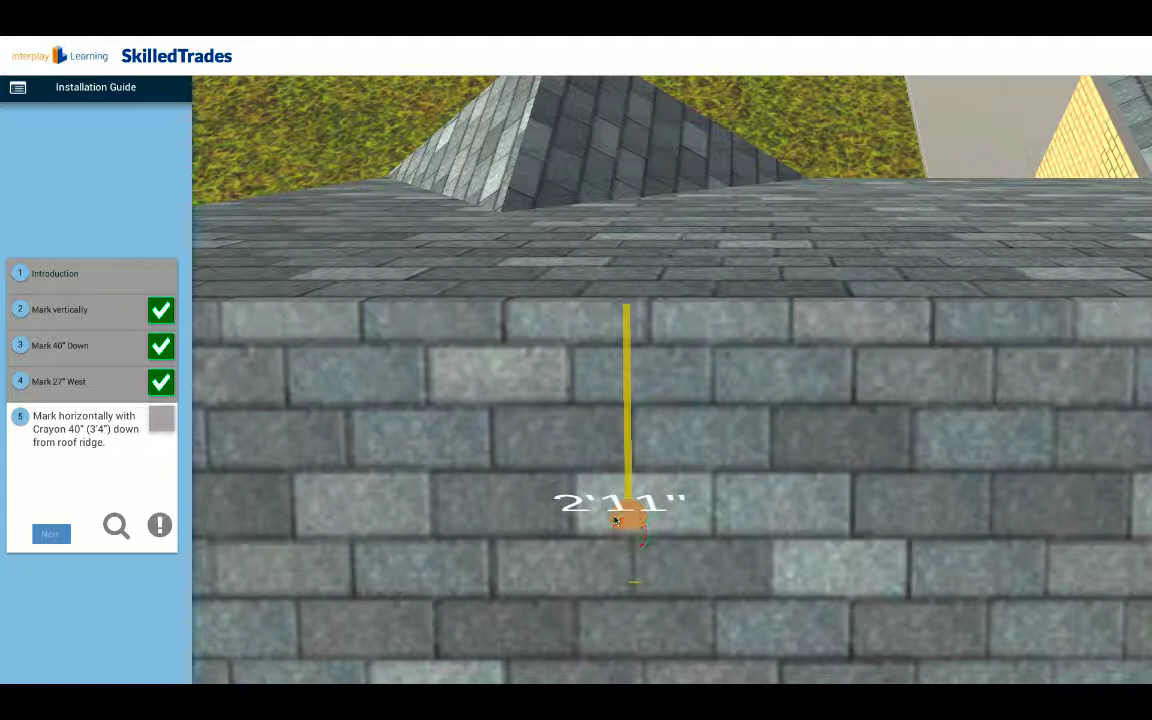 Interplay Learning SkilledTrades
Installation Guide
1 Introduction
2 Mark vertically
3 Mark 40" Down
4 Mark 27" West
5 Mark horizontally with
Crayon 40" (3'4") down
from roof ridge.
2'11"
Next